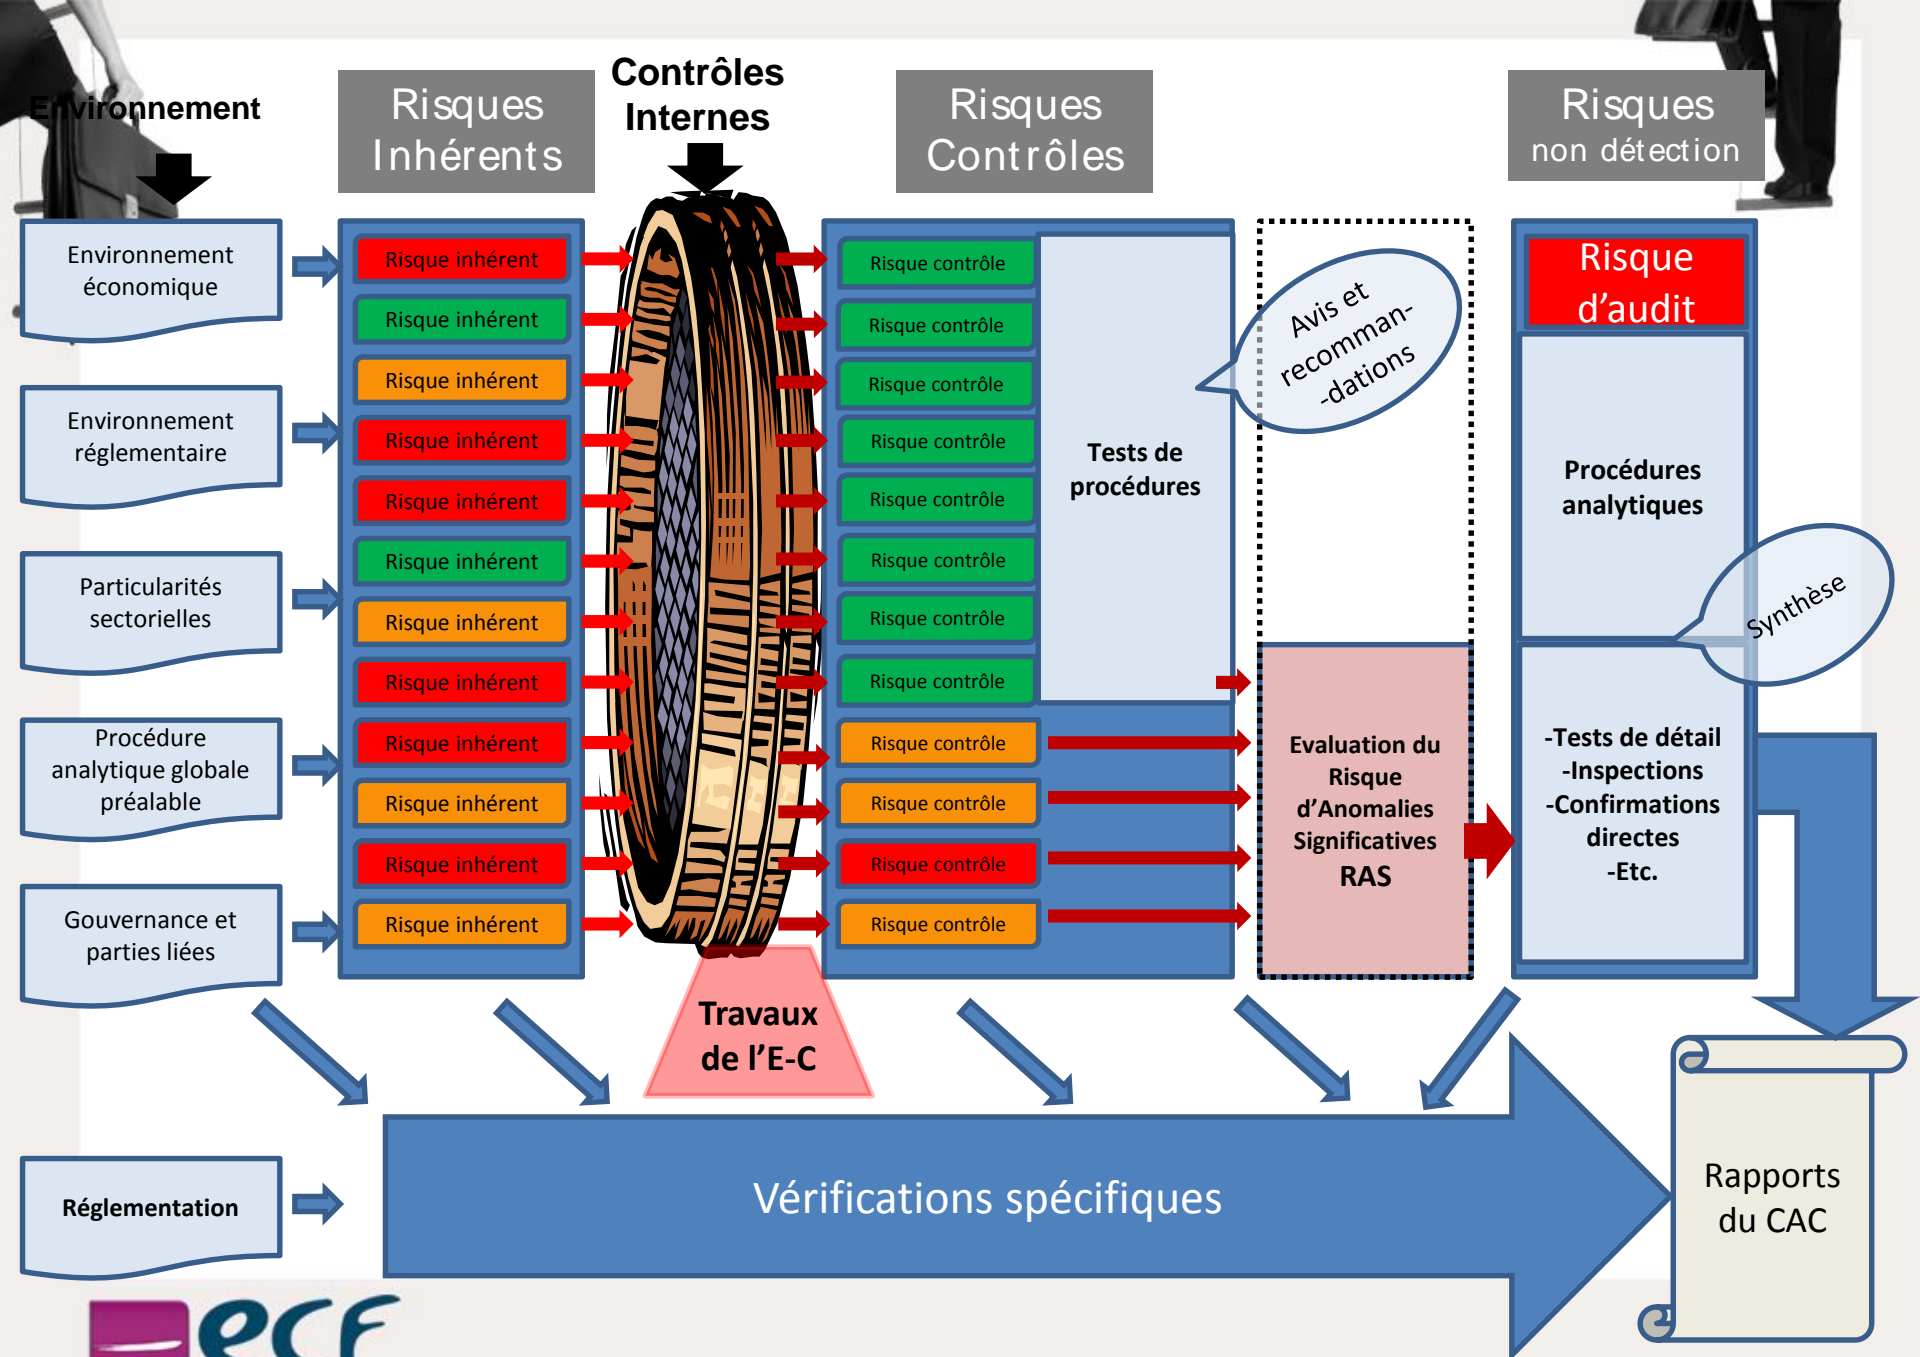 Environnement
Risques
Inhérents
Contrôles
Internes
Risques
Contrôles
Risques
non détection
Environnement
économique
Environnement
réglementaire
Particularités
sectorielles
Procédure
analytique globale
préalable
Gouvernance et
parties liées
Risque inhérent
Risque inhérent
Risque inhérent
Risque inhérent
Risque inhérent
Risque inhérent
Risque inhérent
Risque inhérent
Risque inhérent
Risque inhérent
Risque inhérent
Risque inhérent
Travaux
de l’E-C
Risque contrôle
Risque contrôle
Risque contrôle
Risque contrôle
Risque contrôle
Risque contrôle
Risque contrôle
Risque contrôle
Risque contrôle
Risque contrôle
Risque contrôle
Risque contrôle
Tests de
procédures
Avis et
recomman-
-dations
Evaluation du
Risque
d’Anomalies
Significatives
RAS
Risque
d’audit
Procédures
analytiques
Synthèse
-Tests de détail
-Inspections
-Confirmations
directes
-Etc.
Réglementation
Vérifications spécifiques
Rapports
du CAC
ecf